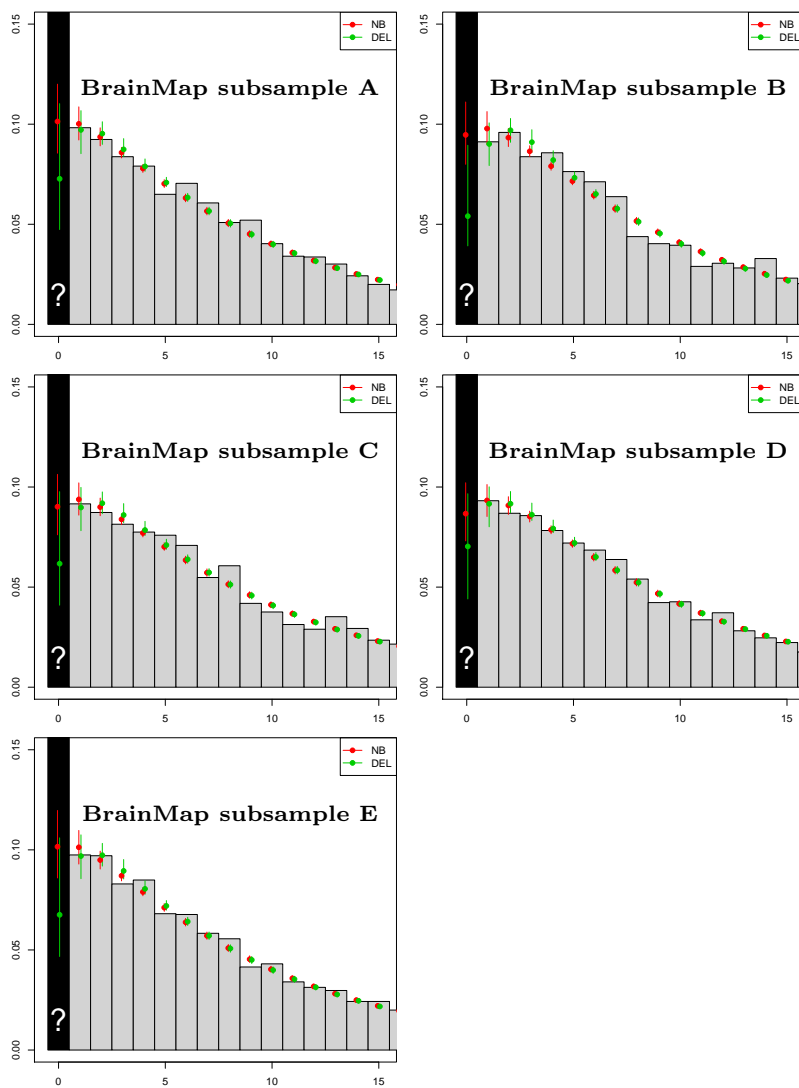 0.15
NB
DEL
BrainMap subsample A
0.10
0.05
?
0.00
0 5 10 15
0.15
NB
DEL
BrainMap subsample B
0.10
0.05
?
0.00
0 5 10 15
0.15
NB
DEL
BrainMap subsample C
0.10
0.05
?
0.00
0 5 10 15
0.15
NB
DEL
BrainMap subsample D
0.10
0.05
?
0.00
0 5 10 15
0.15
NB
DEL
BrainMap subsample E
0.10
0.05
?
0.00
0 5 10 15